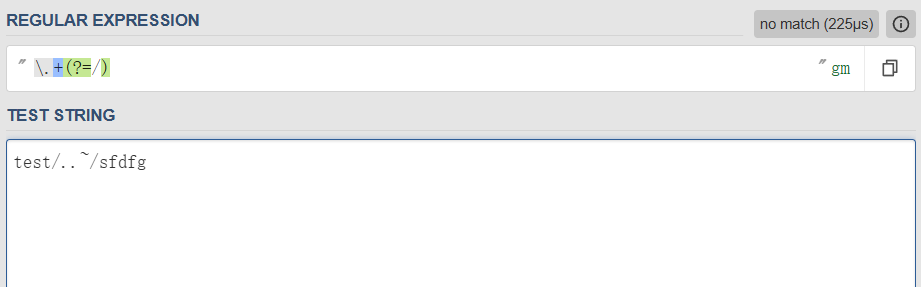 REGULAR EXPRESSION
no match (225μs)
" \.+(?=/) " gm
TEST STRING
test/..~/sfdfg